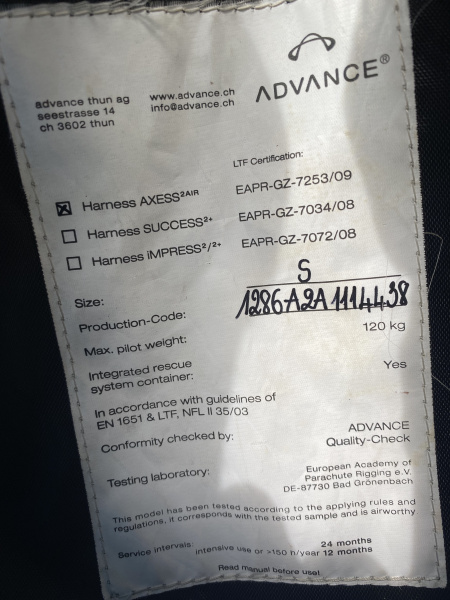 ADVANCE®
advance thun ag www.advance.ch
seestrasse 14 info@advance.ch
ch 3602 thun
LTF Certification:
Harness AXESS²AIR EAPR-GZ-7253/09
Harness SUCCESS²⁺ EAPR-GZ-7034/08
Harness iMPRESS²/²⁺ EAPR-GZ-7072/08
Size: S
Production-Code: 1286A2A1114438
Max. pilot weight: 120 kg
Integrated rescue
system container: Yes
In accordance with guidelines of
EN 1651 & LTF, NFL II 35/03
Conformity checked by: ADVANCE
Quality-Check
Testing laboratory: European Academy of
Parachute Rigging e.V.
DE-87730 Bad Grönenbach
This model has been tested according to the applying rules and
regulations, it corresponds with the tested sample and is airworthy
Service intervals: 24 months
intensive use or >150 h/year 12 months
Read manual before use!